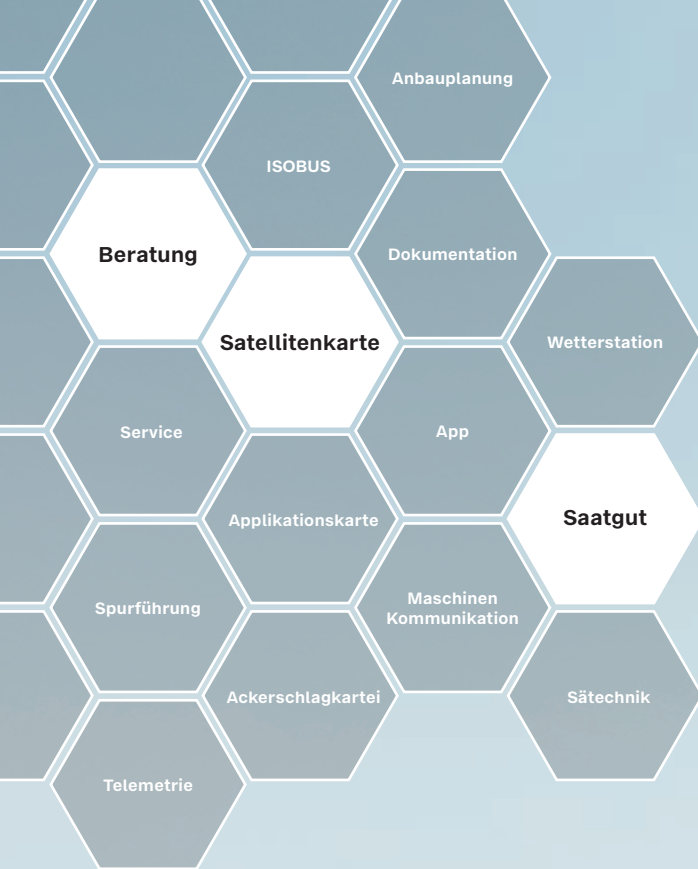 Anbauplanung
ISOBUS
Beratung
Dokumentation
Satellitenkarte
Wetterstation
Service
App
Saatgut
Applikationskarte
Maschinen
Kommunikation
Spurführung
Ackerschlagkartei
Sätechnik
Telemetrie